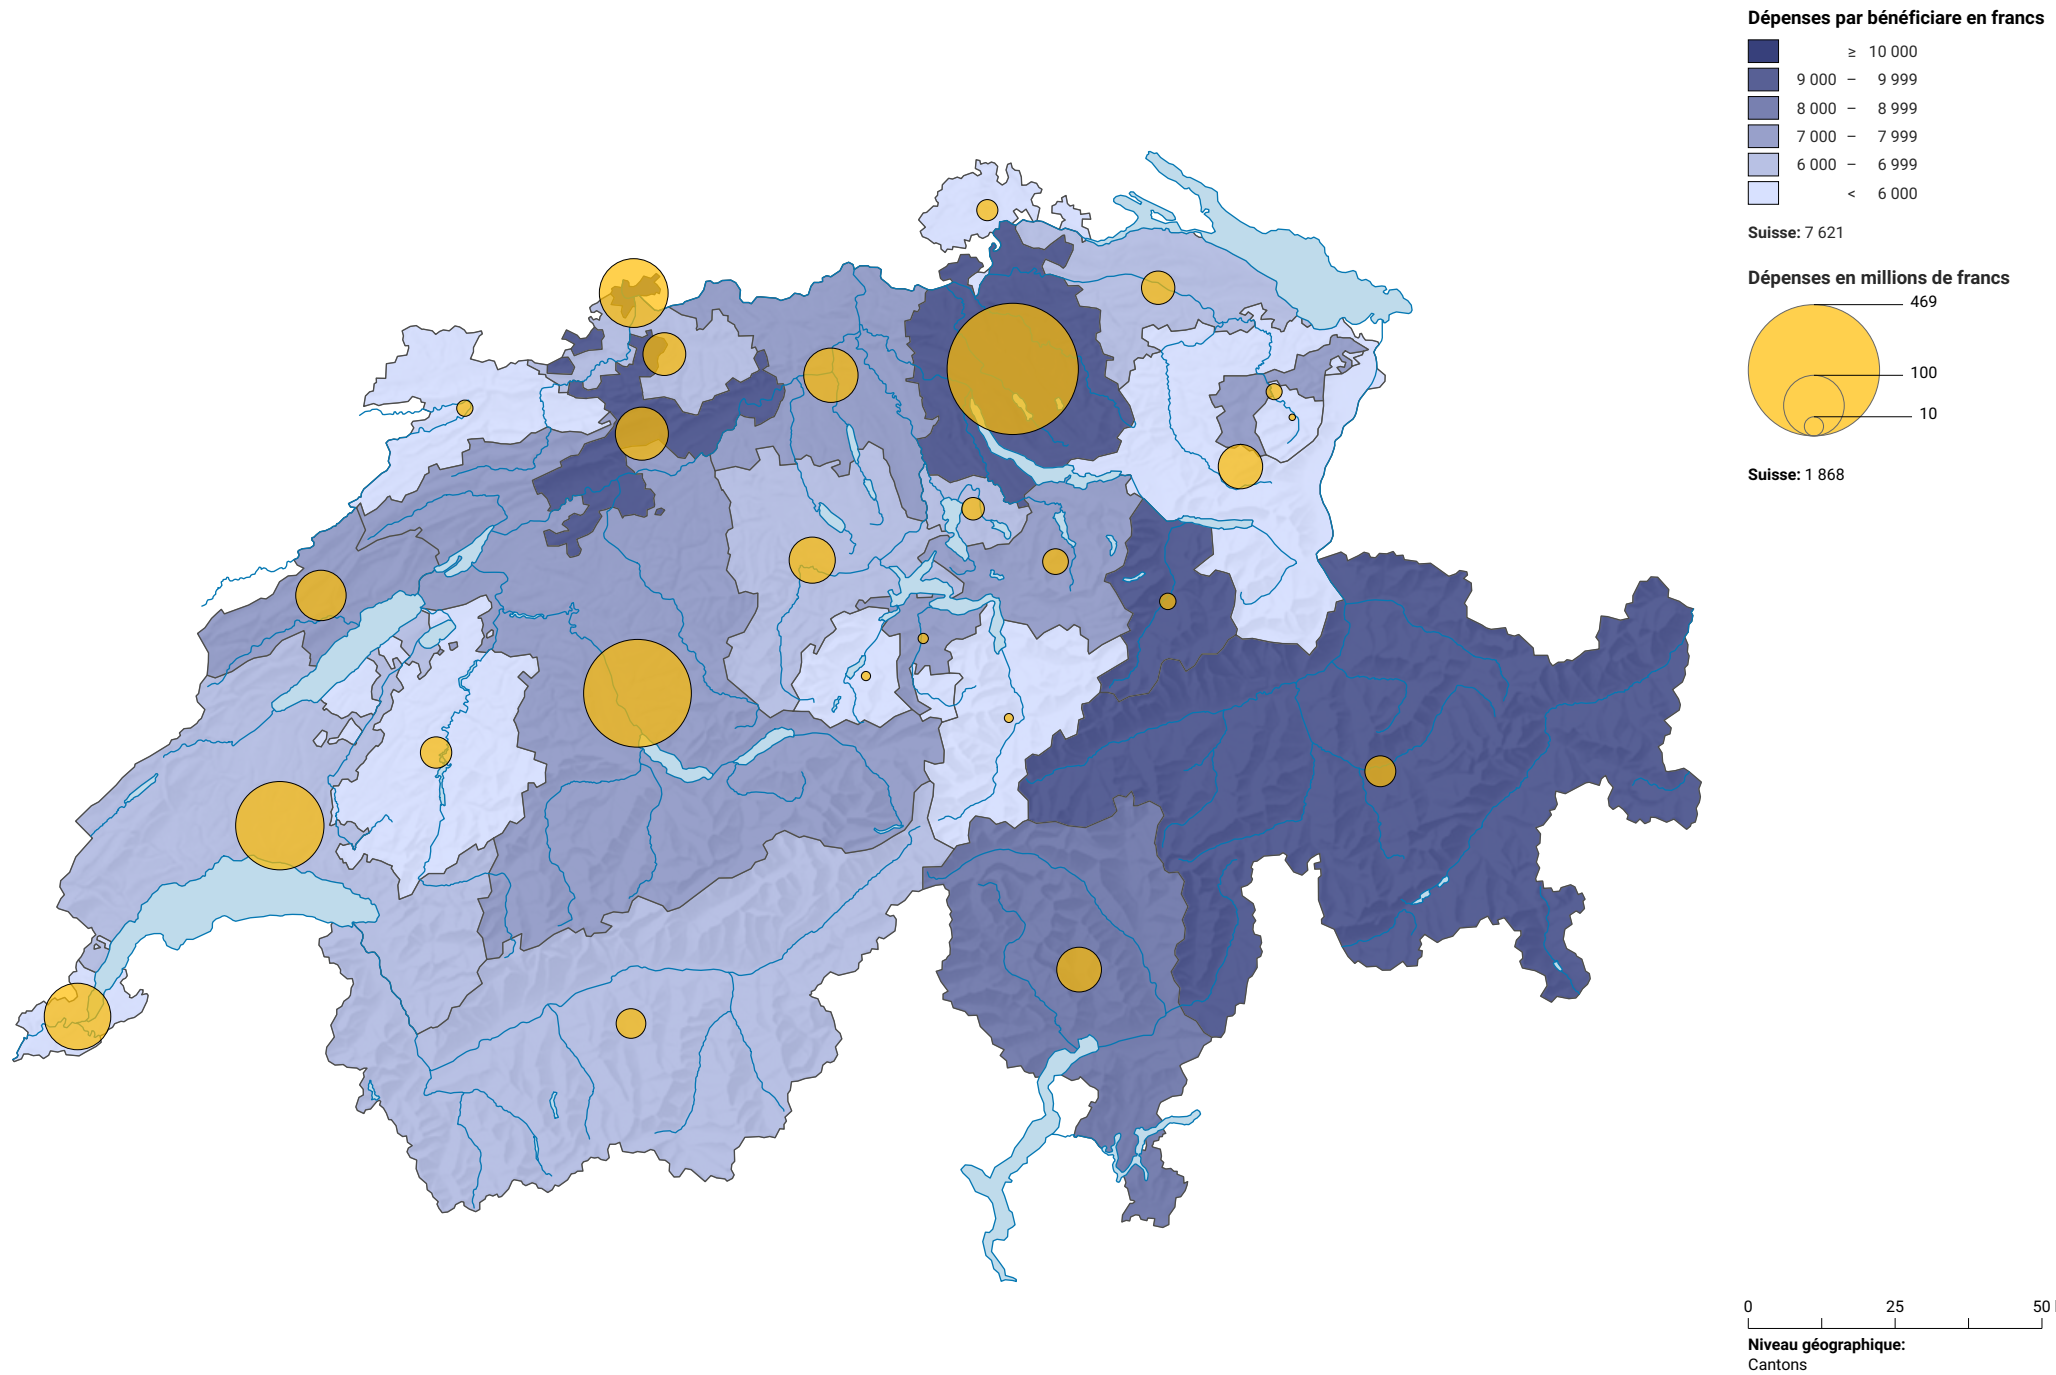 Dépenses par bénéficiare en francs
≥ 10 000
9 000 – 9 999
8 000 – 8 999
7 000 – 7 999
6 000 – 6 999
< 6 000
Suisse: 7 621
Dépenses en millions de francs
469
100
10
Suisse: 1 868
0 25 50
Niveau géographique:
Cantons